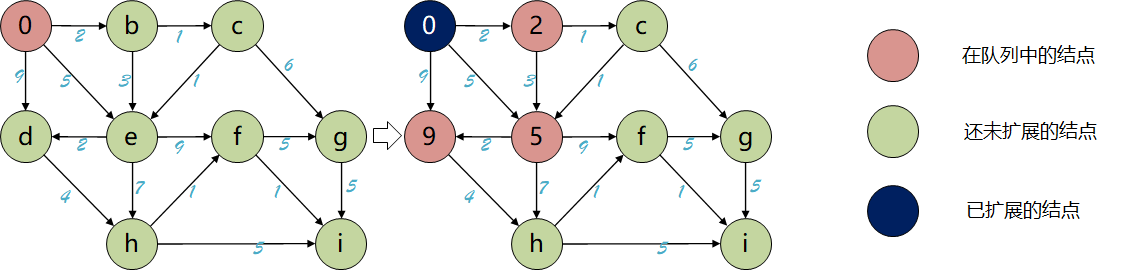 0 2 b 1 c
9 5 3 1 6
d 2 e 9 f 5 g
4 7 1 1 5
h 5 i
0 2 2 1 c
9 5 3 1 6
9 2 5 9 f 5 g
4 7 1 1 5
h 5 i
在队列中的结点
还未扩展的结点
已扩展的结点